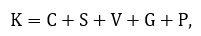 K = C + S + V + G + P,